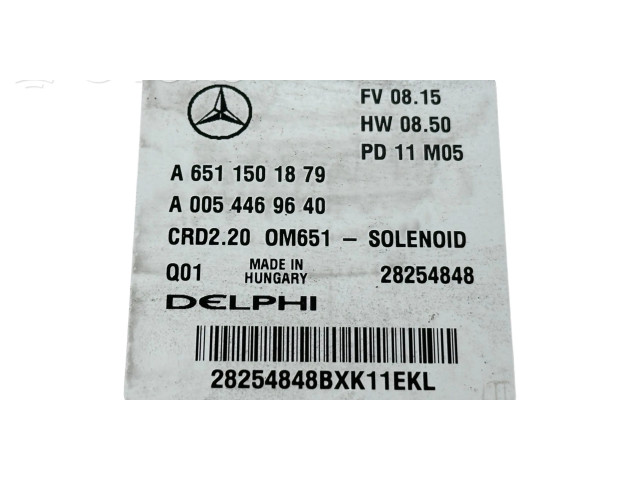 FV 08.15
HW 08.50
PD 11 M05
A 651 150 18 79
A 005 446 96 40
CRD2.20 OM651 – SOLENOID
Q01 MADE IN HUNGARY 28254848
DELPHI
28254848BXK11EKL